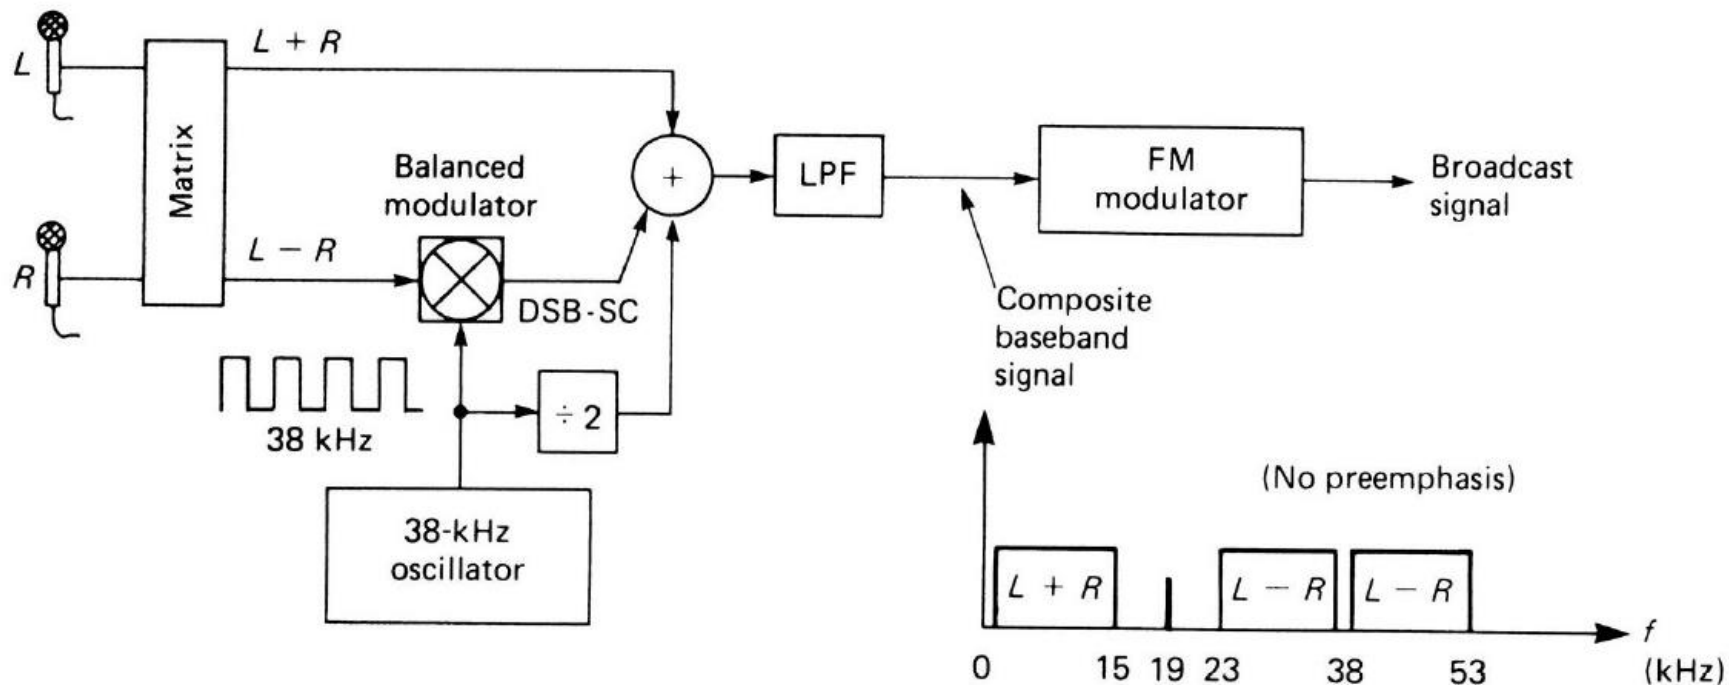 L
Matrix
L + R
R
L − R
Balanced
modulator
DSB-SC
+
LPF
FM
modulator
Broadcast
signal
Composite
baseband
signal
38 kHz
÷ 2
38-kHz
oscillator
(No preemphasis)
L + R
L − R
L − R
f
0
15
19
23
38
53
(kHz)